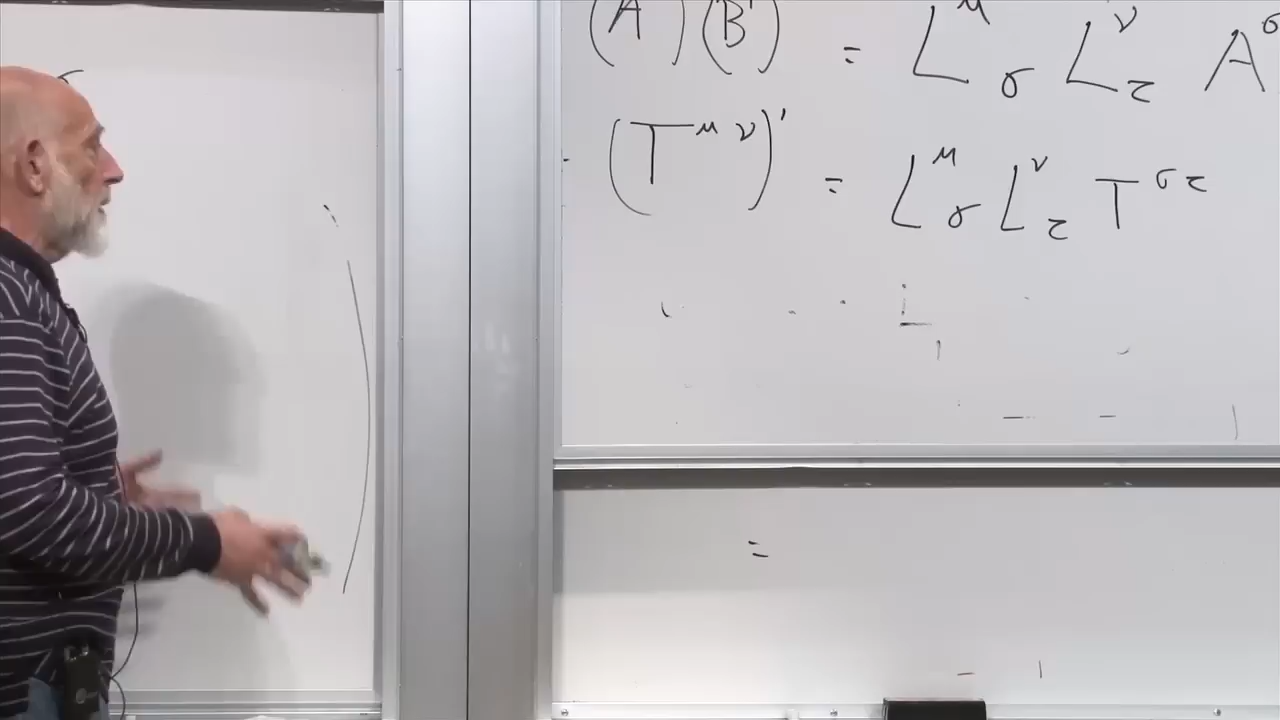 (A )(B') = L^μ_σ L^ν_τ A^σ
(T^{μν})' = L^μ_σ L^ν_τ T^{στ}
=